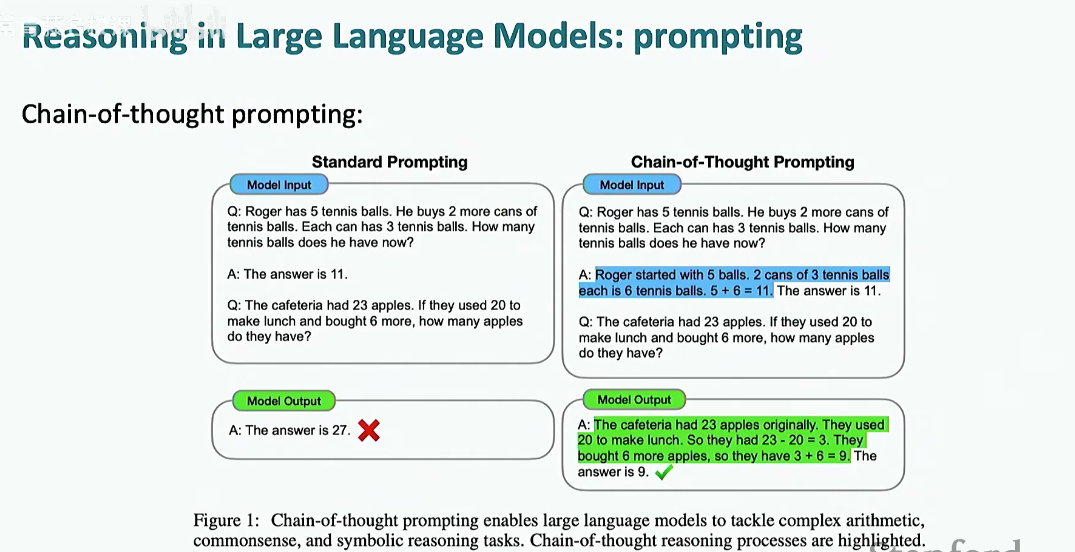 Reasoning in Large Language Models: prompting
Chain-of-thought prompting:
Standard Prompting
Model Input
Q: Roger has 5 tennis balls. He buys 2 more cans of
tennis balls. Each can has 3 tennis balls. How many
tennis balls does he have now?
A: The answer is 11.
Q: The cafeteria had 23 apples. If they used 20 to
make lunch and bought 6 more, how many apples
do they have?
Model Output
A: The answer is 27.
Chain-of-Thought Prompting
Model Input
Q: Roger has 5 tennis balls. He buys 2 more cans of
tennis balls. Each can has 3 tennis balls. How many
tennis balls does he have now?
A: Roger started with 5 balls. 2 cans of 3 tennis balls
each is 6 tennis balls. 5 + 6 = 11. The answer is 11.
Q: The cafeteria had 23 apples. If they used 20 to
make lunch and bought 6 more, how many apples
do they have?
Model Output
A: The cafeteria had 23 apples originally. They used
20 to make lunch. So they had 23 - 20 = 3. They
bought 6 more apples, so they have 3 + 6 = 9. The
answer is 9.
Figure 1: Chain-of-thought prompting enables large language models to tackle complex arithmetic,
commonsense, and symbolic reasoning tasks. Chain-of-thought reasoning processes are highlighted.